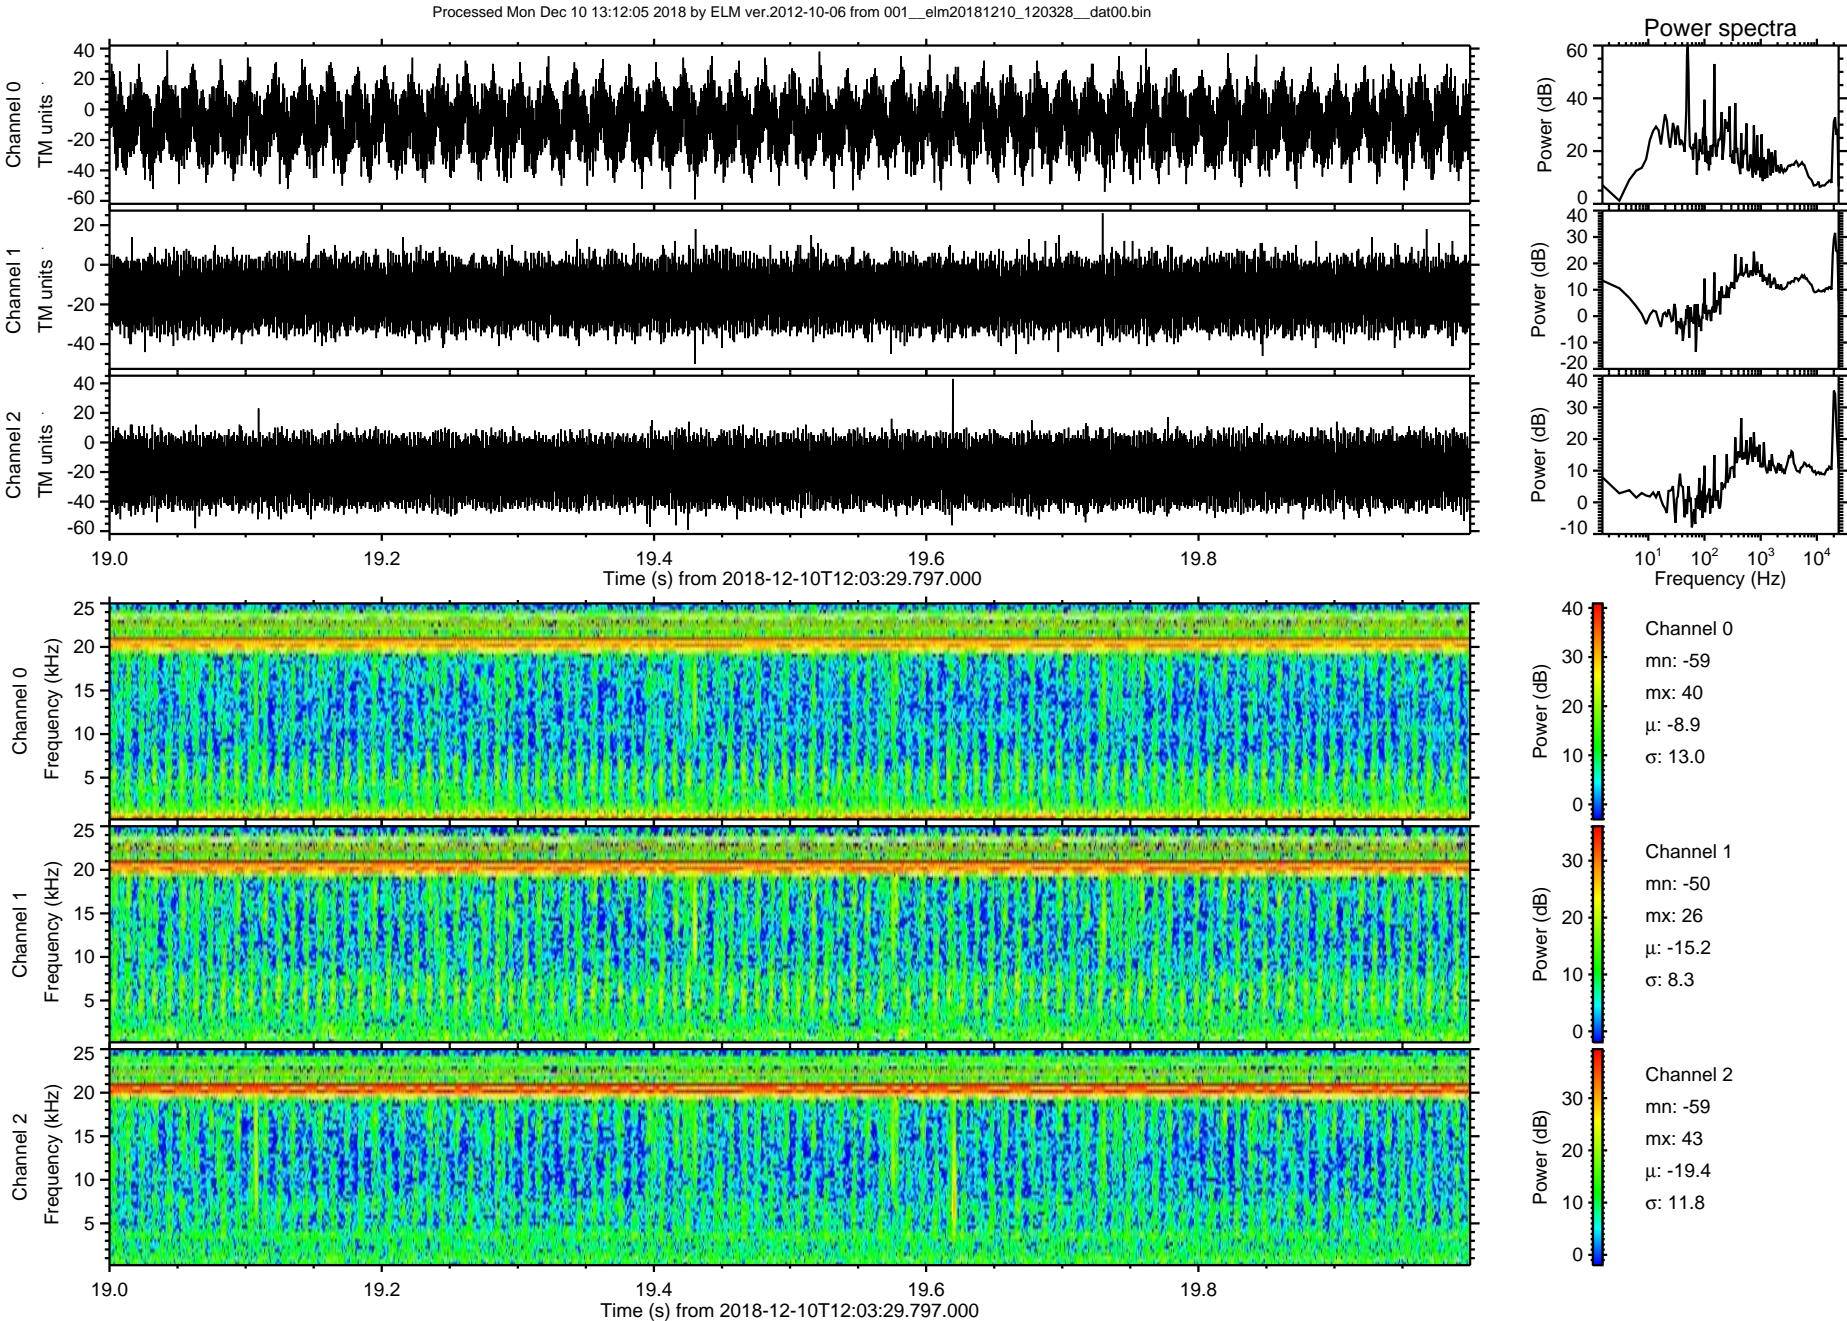 Processed Mon Dec 10 13:12:05 2018 by ELM ver.2012-10-06 from 001__elm20181210_120328__dat00.bin
Power spectra
Channel 0
TM units
40
20
0
-20
-40
-60
Power (dB)
60
40
20
0
Channel 1
TM units
20
0
-20
-40
Power (dB)
40
30
20
10
0
-10
-20
Channel 2
TM units
40
20
0
-20
-40
-60
Power (dB)
40
30
20
10
0
-10
19.0 19.2 19.4 19.6 19.8
Time (s) from 2018-12-10T12:03:29.797.000
10^1 10^2 10^3 10^4
Frequency (Hz)
Channel 0
Frequency (kHz)
25
20
15
10
5
Power (dB)
40
30
20
10
0
Channel 0
mn: -59
mx: 40
μ: -8.9
σ: 13.0
Channel 1
Frequency (kHz)
25
20
15
10
5
Power (dB)
30
20
10
0
Channel 1
mn: -50
mx: 26
μ: -15.2
σ: 8.3
Channel 2
Frequency (kHz)
25
20
15
10
5
Power (dB)
30
20
10
0
Channel 2
mn: -59
mx: 43
μ: -19.4
σ: 11.8
19.0 19.2 19.4 19.6 19.8
Time (s) from 2018-12-10T12:03:29.797.000